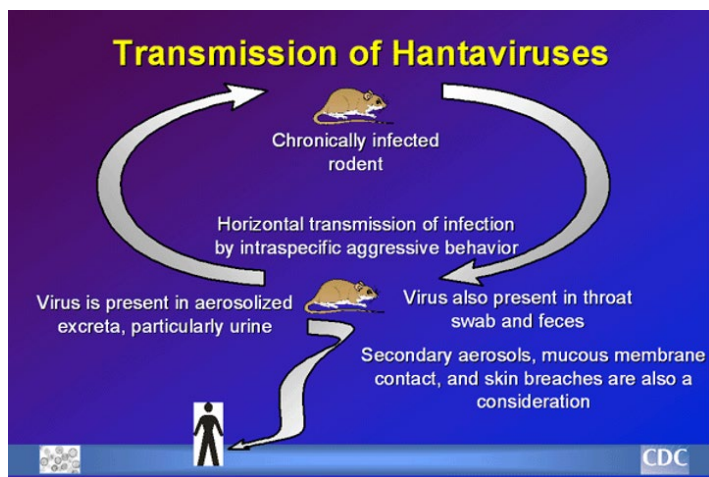 Transmission of Hantaviruses
Chronically infected
rodent
Horizontal transmission of infection
by intraspecific aggressive behavior
Virus is present in aerosolized
excreta, particularly urine
Virus also present in throat
swab and feces
Secondary aerosols, mucous membrane
contact, and skin breaches are also a
consideration
CDC